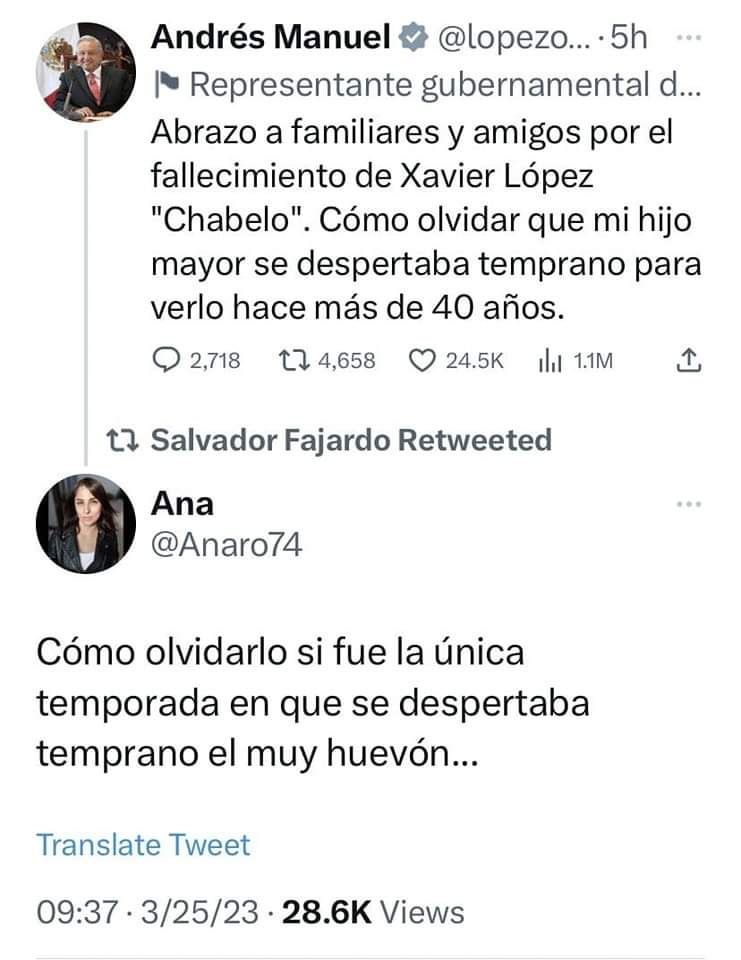 Andrés Manuel @lopezo... · 5h
Representante gubernamental d...
Abrazo a familiares y amigos por el
fallecimiento de Xavier López
"Chabelo". Cómo olvidar que mi hijo
mayor se despertaba temprano para
verlo hace más de 40 años.
2,718 4,658 24.5K 1.1M
Salvador Fajardo Retweeted
Ana
@Anaro74
Cómo olvidarlo si fue la única
temporada en que se despertaba
temprano el muy huevón...
Translate Tweet
09:37 · 3/25/23 · 28.6K Views